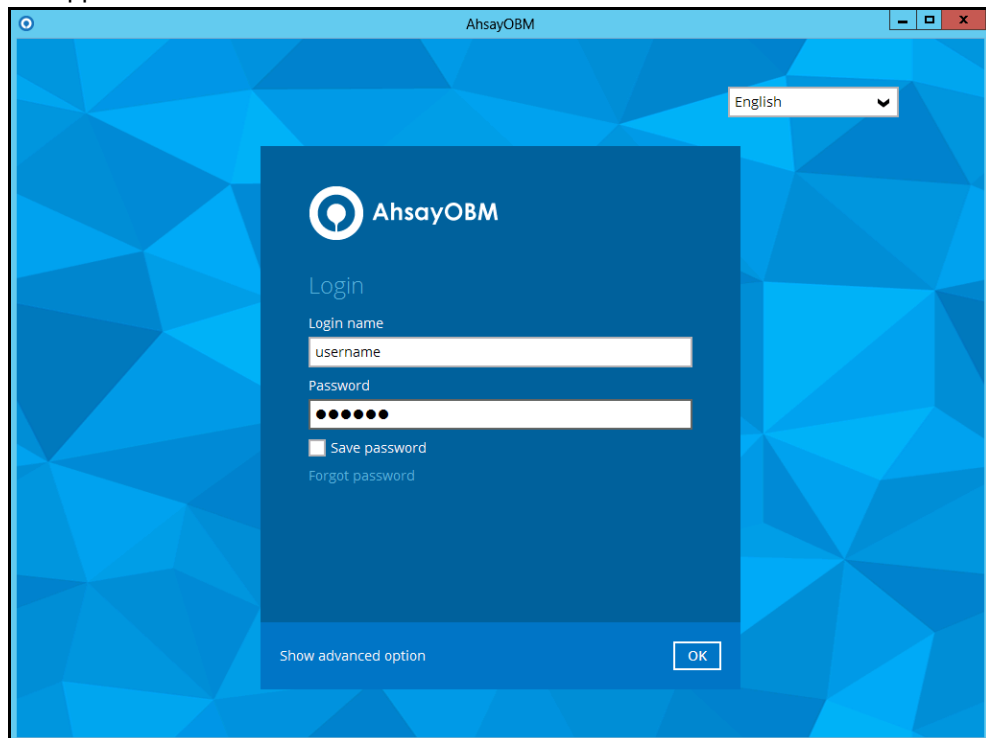 AhsayOBM
English
AhsayOBM
Login
Login name
username
Password
Save password
Forgot password
Show advanced option
OK